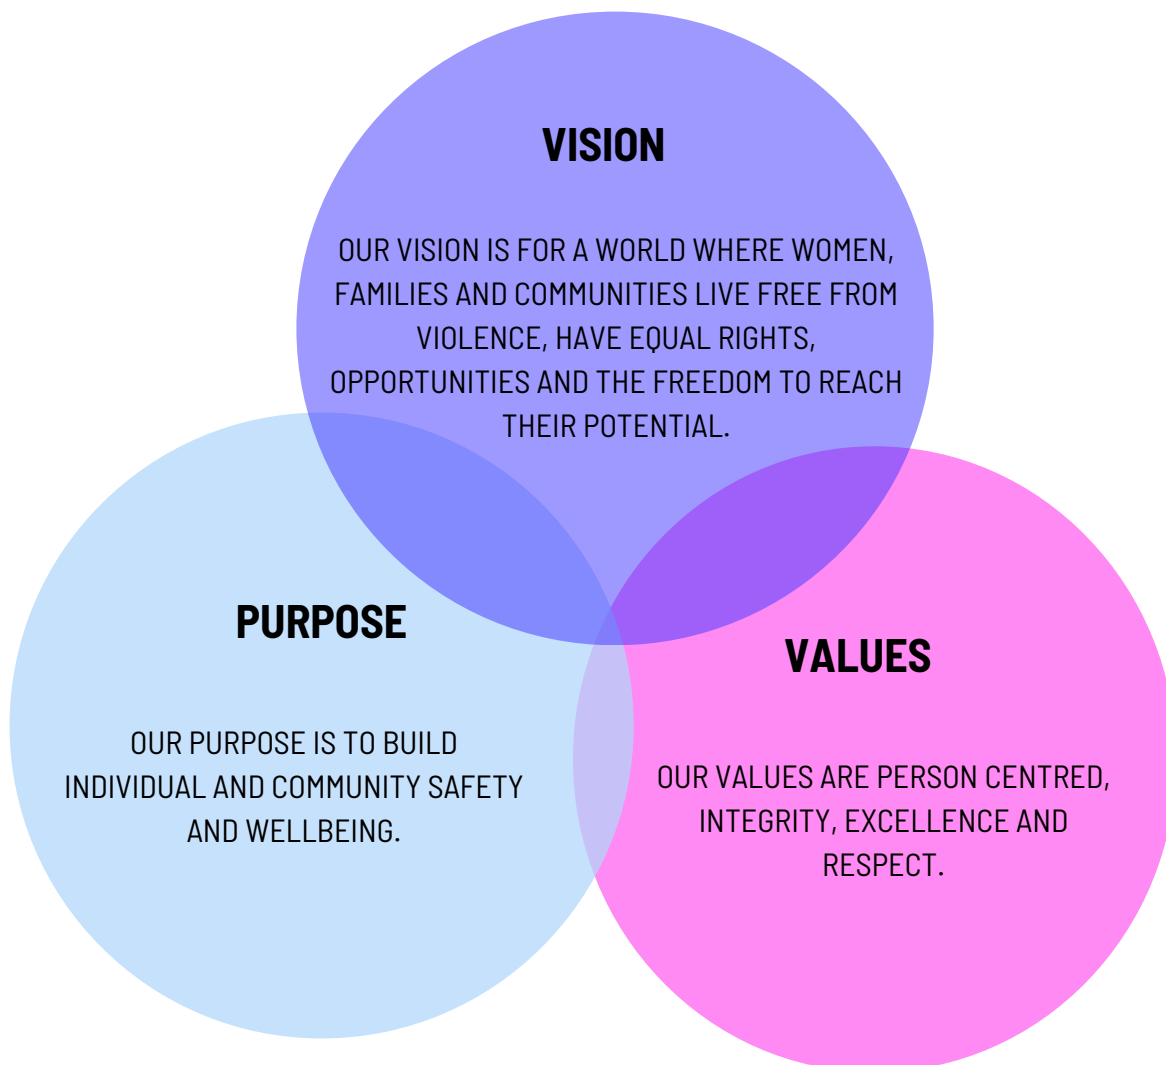 VISION
OUR VISION IS FOR A WORLD WHERE WOMEN,
FAMILIES AND COMMUNITIES LIVE FREE FROM
VIOLENCE, HAVE EQUAL RIGHTS,
OPPORTUNITIES AND THE FREEDOM TO REACH
THEIR POTENTIAL.
PURPOSE
OUR PURPOSE IS TO BUILD
INDIVIDUAL AND COMMUNITY SAFETY
AND WELLBEING.
VALUES
OUR VALUES ARE PERSON CENTRED,
INTEGRITY, EXCELLENCE AND
RESPECT.